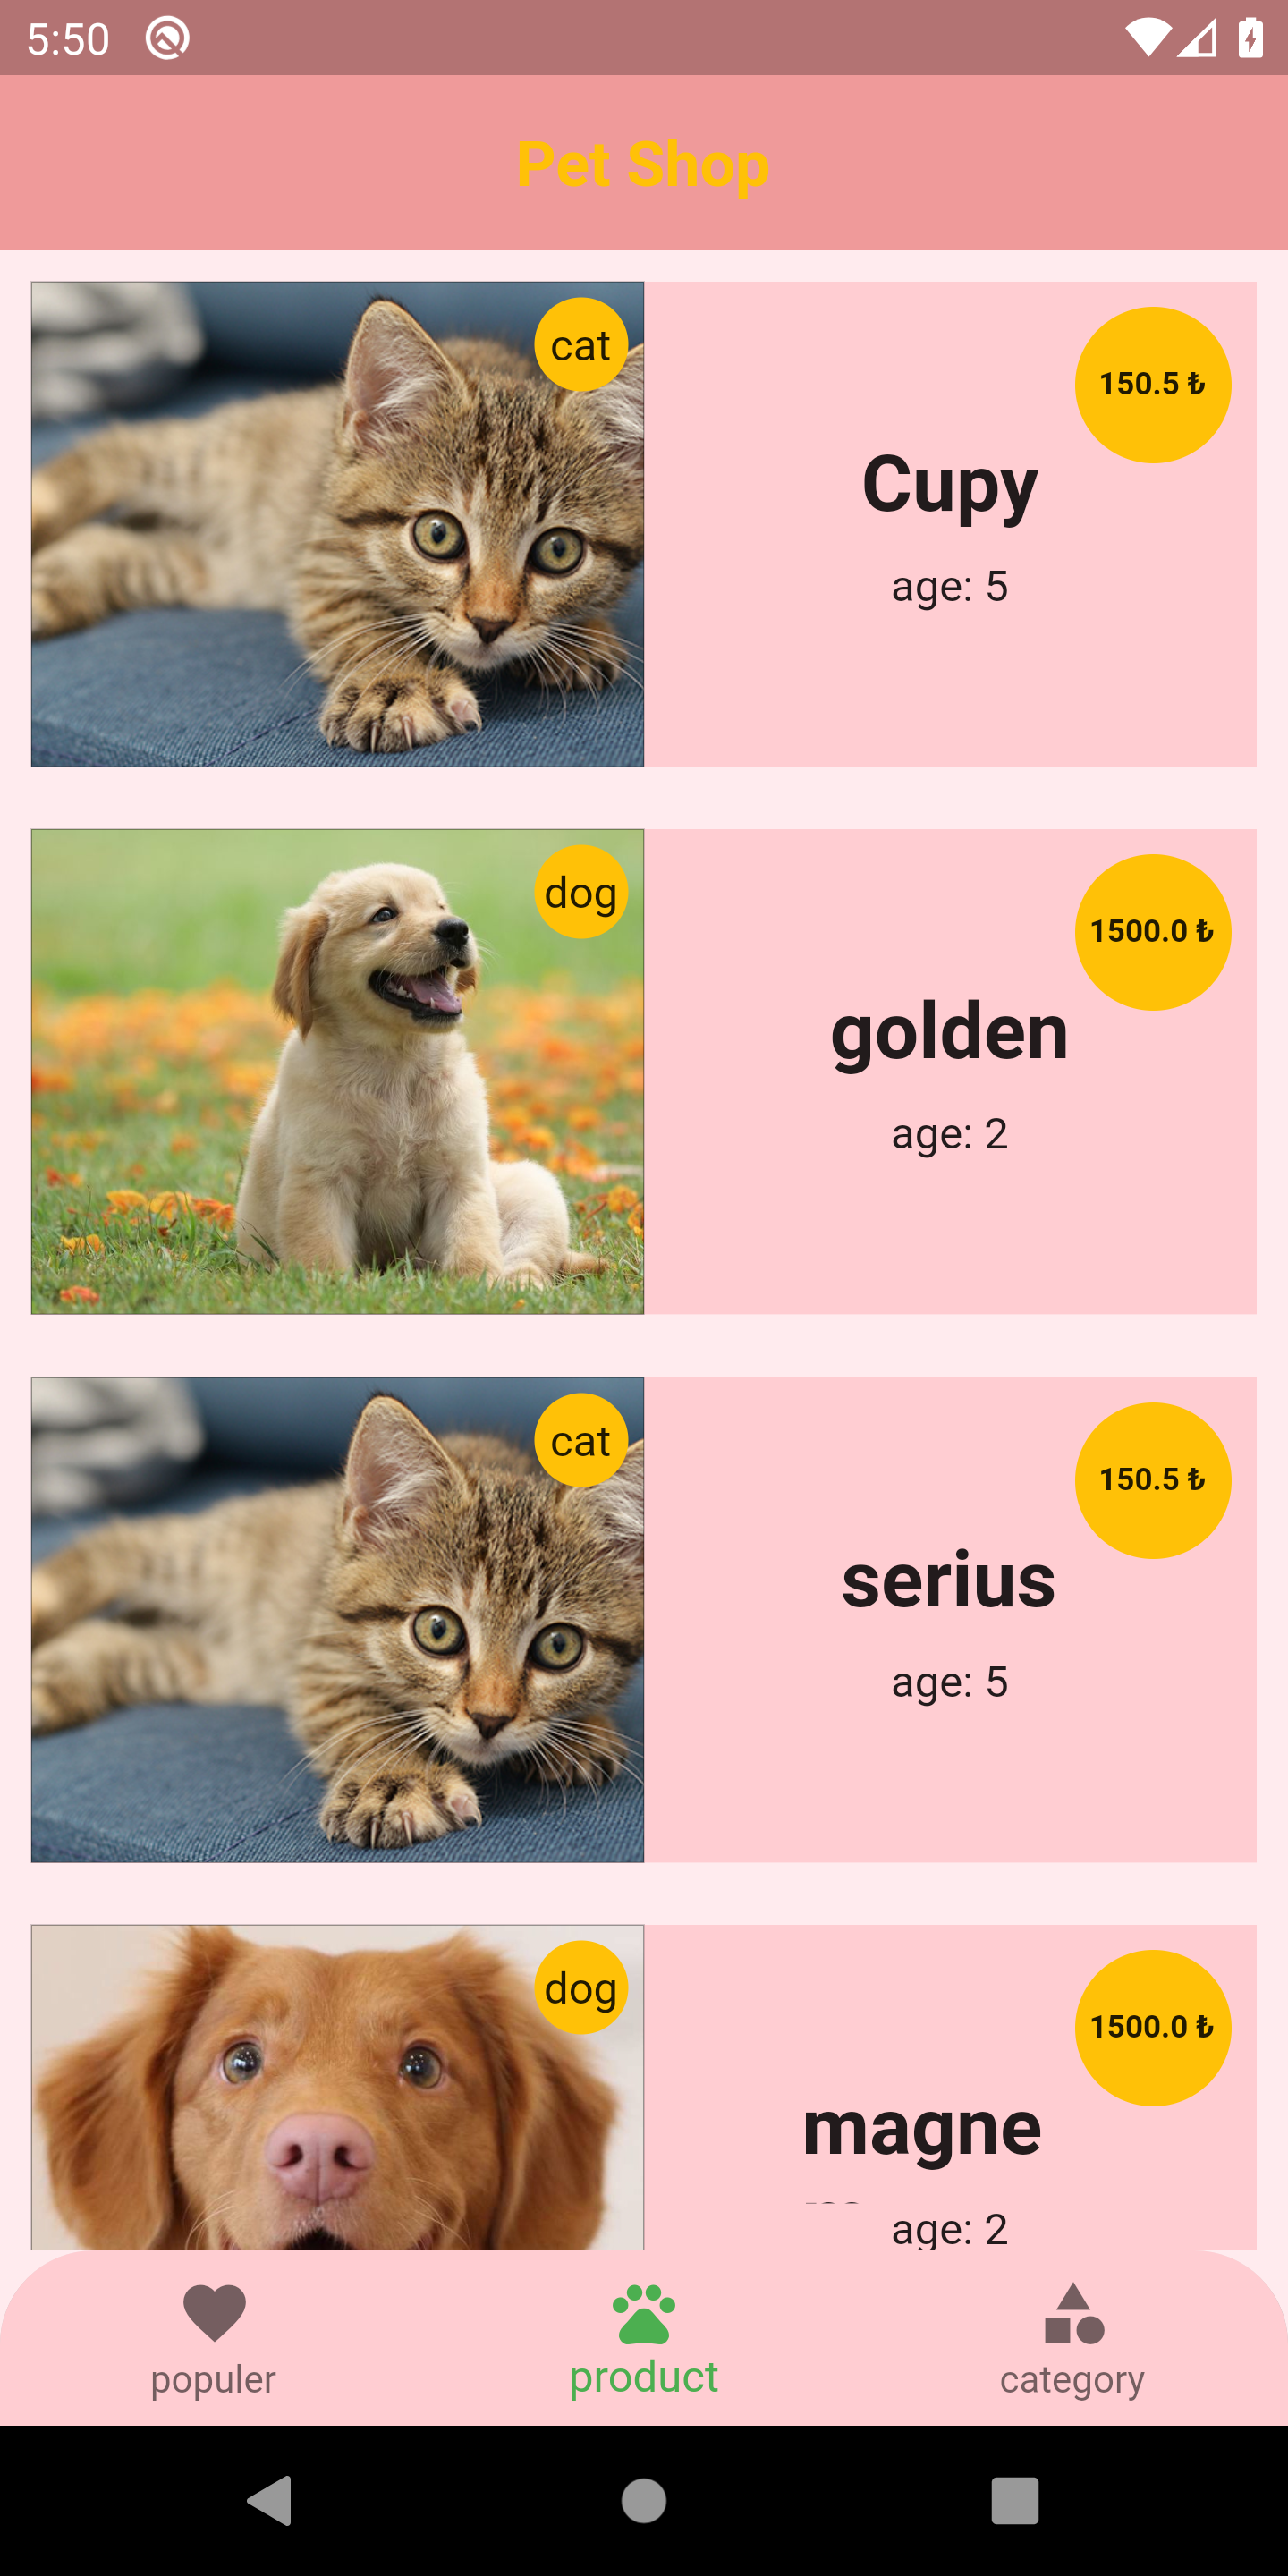 5:50
Pet Shop
cat
150.5 ₺
Cupy
age: 5
dog
1500.0 ₺
golden
age: 2
cat
150.5 ₺
serius
age: 5
dog
1500.0 ₺
magne
age: 2
populer
product
category